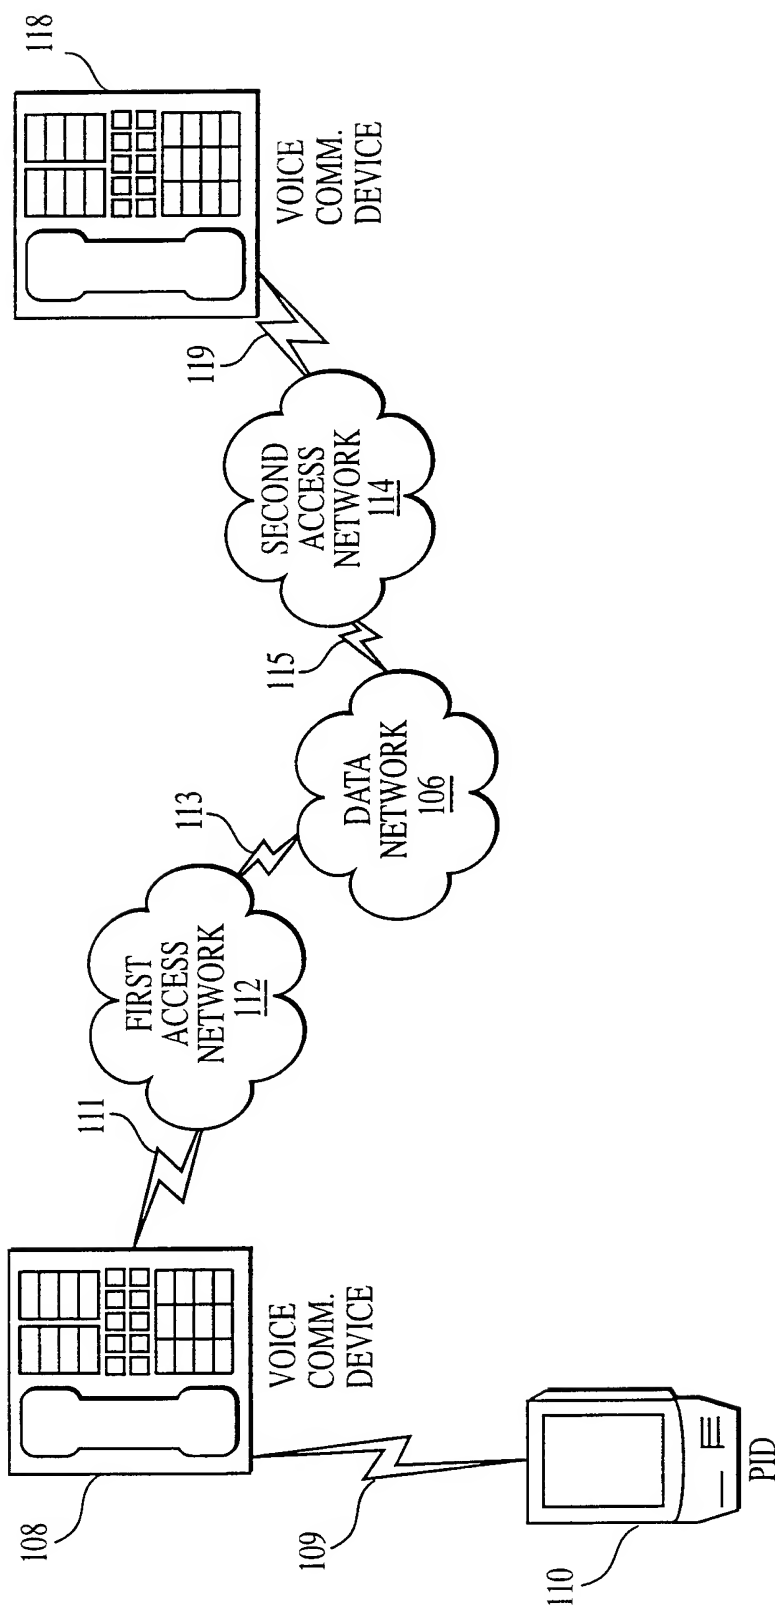 108
VOICE
COMM.
DEVICE
109
110
PID
111
FIRST
ACCESS
NETWORK
112
113
DATA
NETWORK
106
115
SECOND
ACCESS
NETWORK
114
119
118
VOICE
COMM.
DEVICE